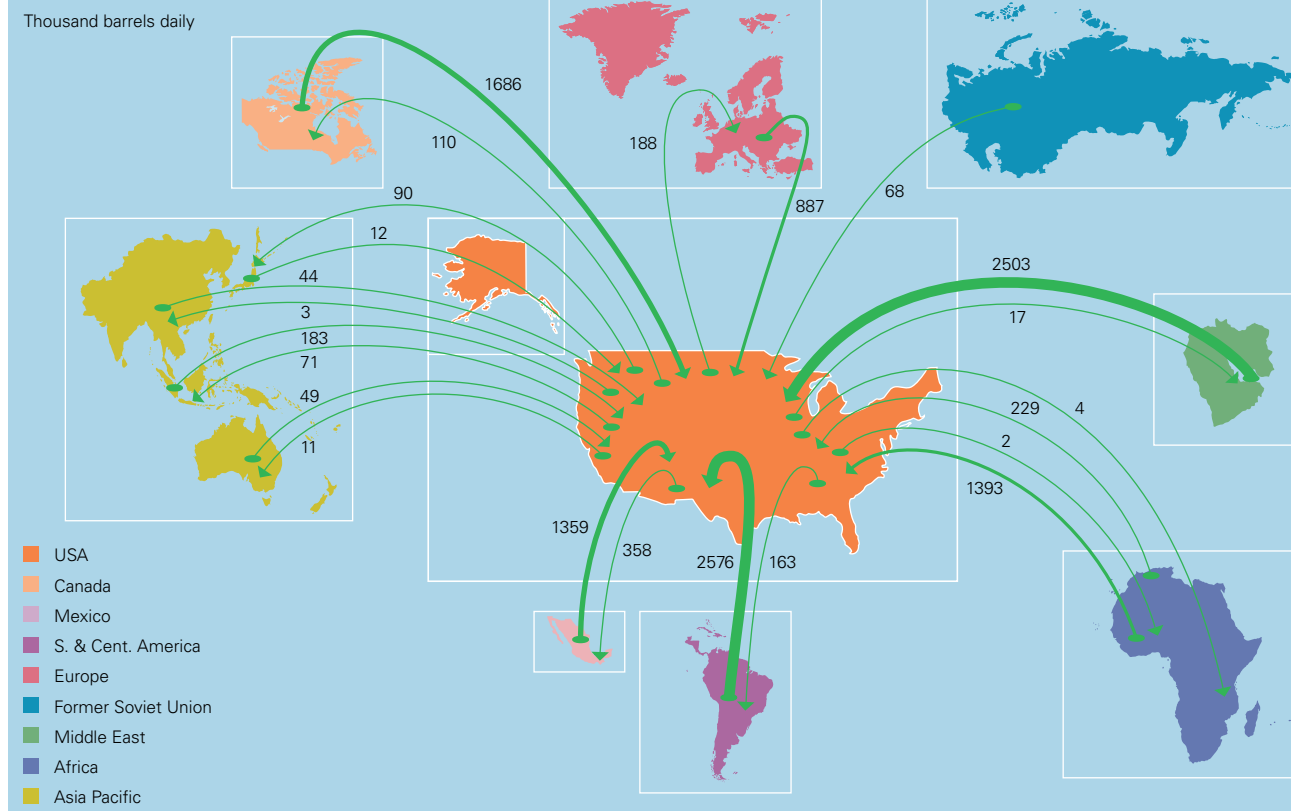 Thousand barrels daily
1686
110
188
887
68
90
12
44
3
183
71
49
11
2503
17
4
229
2
1393
1359
358
2576
163
USA
Canada
Mexico
S. & Cent. America
Europe
Former Soviet Union
Middle East
Africa
Asia Pacific